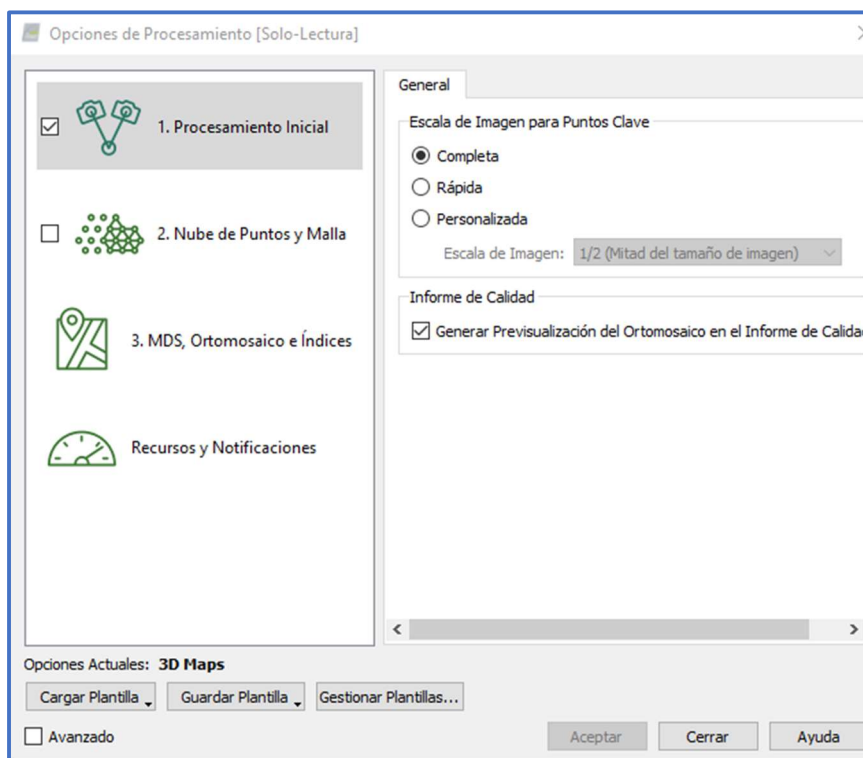 Opciones de Procesamiento [Solo-Lectura]
1. Procesamiento Inicial
2. Nube de Puntos y Malla
3. MDS, Ortomosaico e Índices
Recursos y Notificaciones
General
Escala de Imagen para Puntos Clave
Completa
Rápida
Personalizada
Escala de Imagen: 1/2 (Mitad del tamaño de imagen)
Informe de Calidad
Generar Previsualización del Ortomosaico en el Informe de Calida
Opciones Actuales: 3D Maps
Cargar Plantilla Guardar Plantilla Gestionar Plantillas...
Avanzado Aceptar Cerrar Ayuda